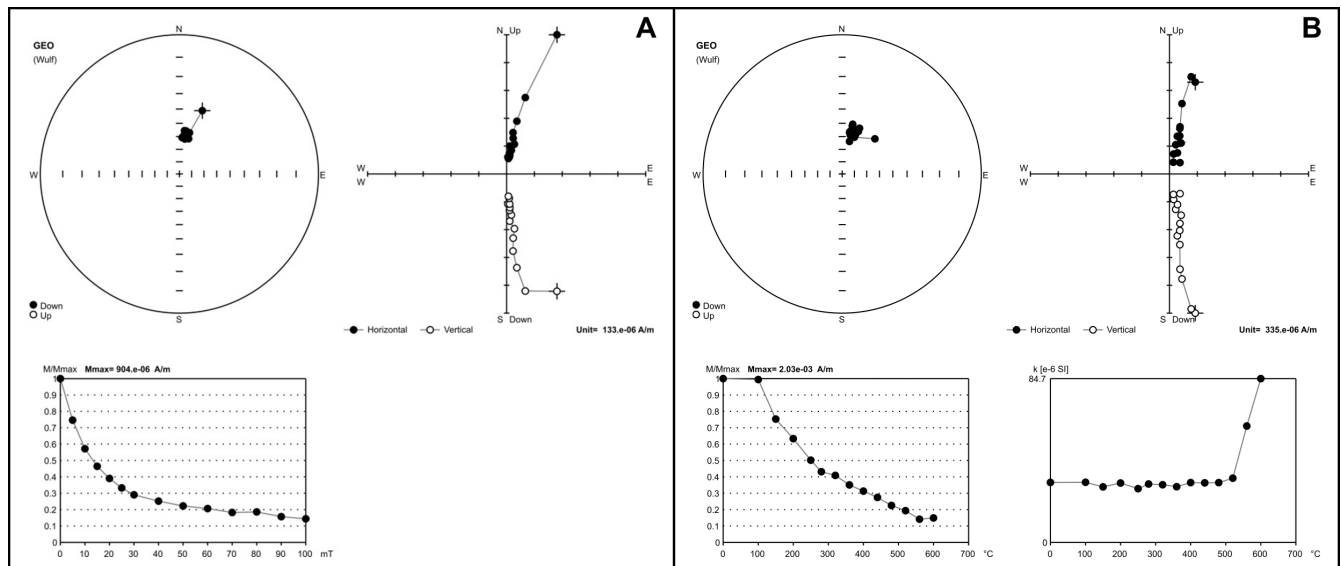 A
GEO
(Wulf)
N
W
E
S
Down
Up
N Up
W
E
W
E
S Down
Horizontal
Vertical
Unit= 133.e-06 A/m
M/Mmax Mmax= 904.e-06 A/m
1
0.9
0.8
0.7
0.6
0.5
0.4
0.3
0.2
0.1
0
0 10 20 30 40 50 60 70 80 90 100 mT
B
GEO
(Wulf)
N
W
E
S
Down
Up
N Up
W
E
W
E
S Down
Horizontal
Vertical
Unit= 335.e-06 A/m
M/Mmax Mmax= 2.03e-03 A/m
1
0.9
0.8
0.7
0.6
0.5
0.4
0.3
0.2
0.1
0
0 100 200 300 400 500 600 700 °C
k [e-6 SI]
84.7
0
0 100 200 300 400 500 600 700 °C